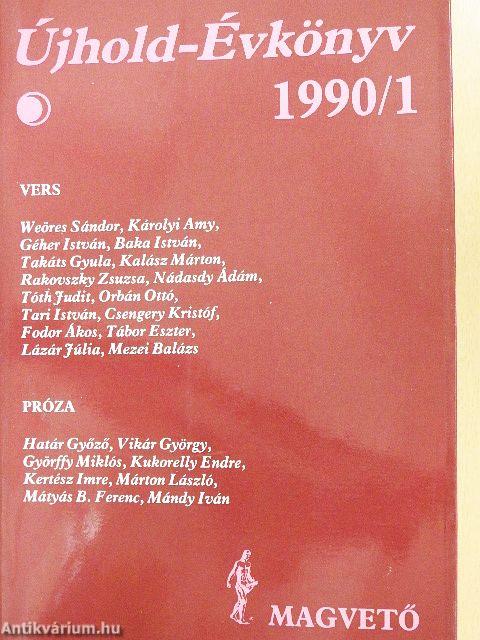 Újhold-Évkönyv
1990/1
VERS
Weöres Sándor, Károlyi Amy,
Géher István, Baka István,
Takáts Gyula, Kalász Márton,
Rakovszky Zsuzsa, Nádasdy Ádám,
Tóth Judit, Orbán Ottó,
Tari István, Csengery Kristóf,
Fodor Ákos, Tábor Eszter,
Lázár Júlia, Mezei Balázs
PRÓZA
Határ Győző, Vikár György,
Györffy Miklós, Kukorelly Endre,
Kertész Imre, Márton László,
Mátyás B. Ferenc, Mándy Iván
MAGVETŐ
Antikvárium.hu